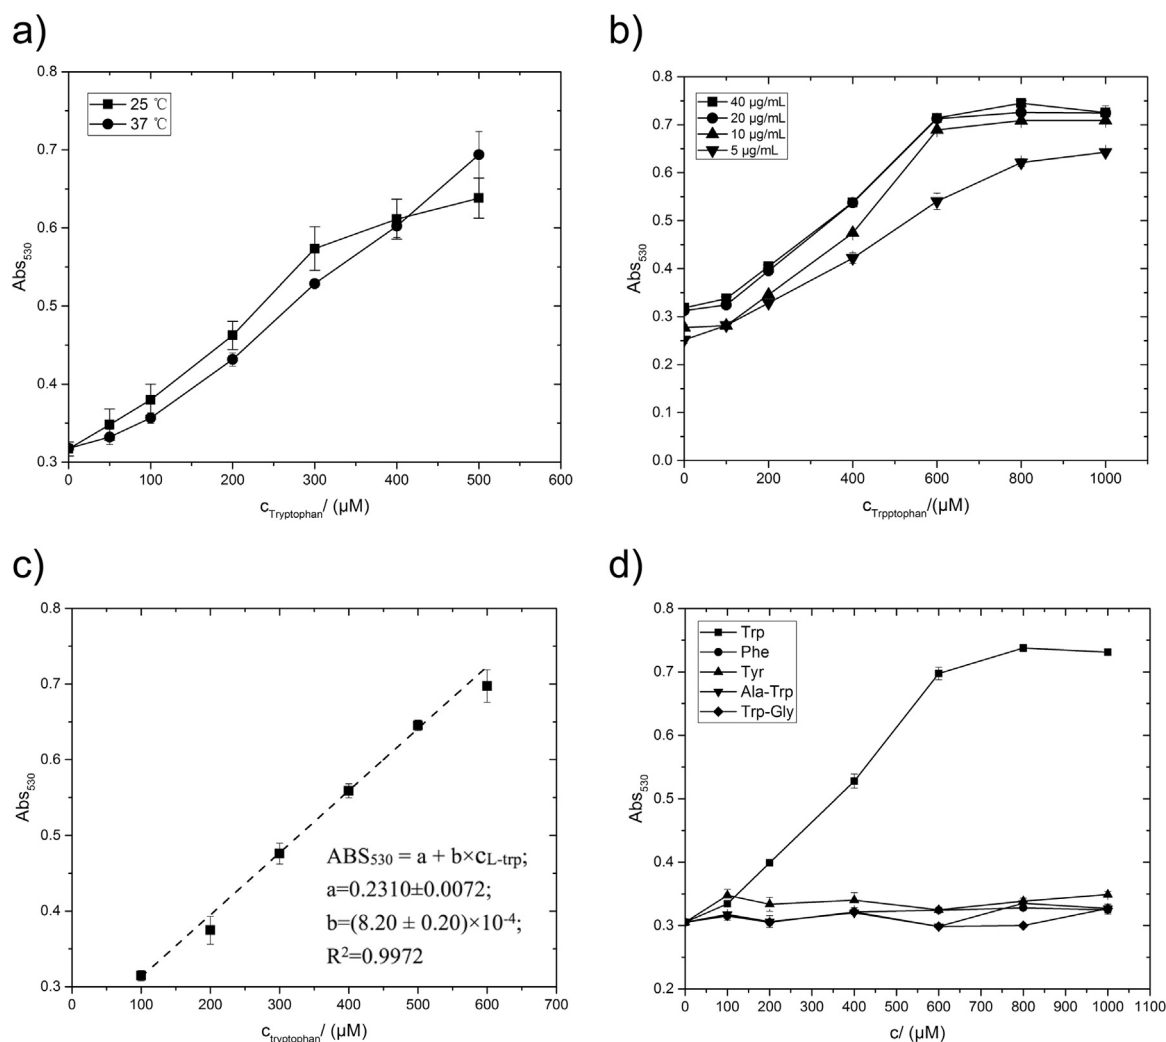 a)
0.8
0.7
0.6
0.5
0.4
0.3
Abs530
25 ℃
37 ℃
0 100 200 300 400 500 600
cTryptophan/ (μM)
b)
0.8
0.7
0.6
0.5
0.4
0.3
0.2
0.1
0.0
Abs530
40 μg/mL
20 μg/mL
10 μg/mL
5 μg/mL
0 200 400 600 800 1000
cTrpptophan/(μM)
c)
0.8
0.7
0.6
0.5
0.4
0.3
Abs530
ABS530 = a + b×cL-trp;
a=0.2310±0.0072;
b=(8.20 ± 0.20)×10-4;
R2=0.9972
0 100 200 300 400 500 600 700
ctryptophan/ (μM)
d)
0.8
0.7
0.6
0.5
0.4
0.3
0.2
Abs530
Trp
Phe
Tyr
Ala-Trp
Trp-Gly
0 100 200 300 400 500 600 700 800 900 1000 1100
c/ (μM)